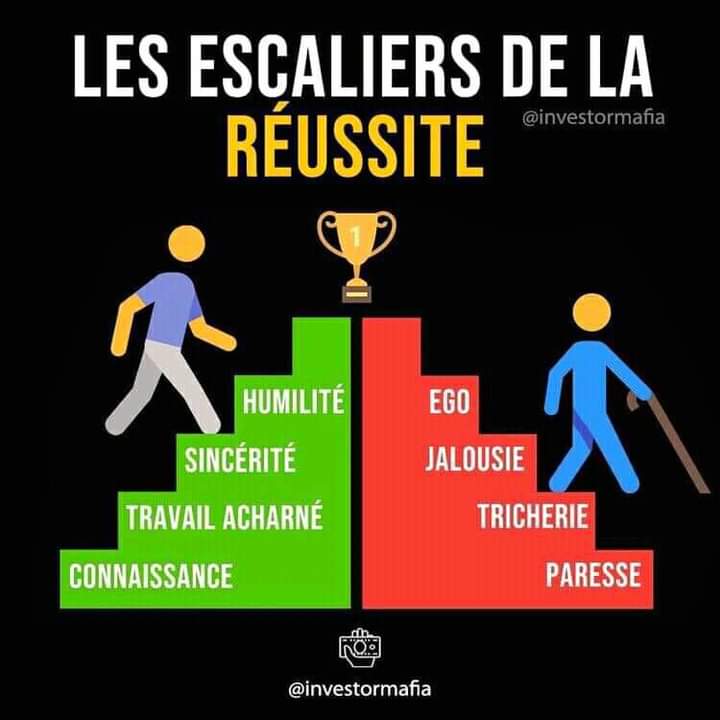 LES ESCALIERS DE LA
RÉUSSITE
@investormafia
1
HUMILITÉ
SINCÉRITÉ
TRAVAIL ACHARNÉ
CONNAISSANCE
EGO
JALOUSIE
TRICHERIE
PARESSE
@investormafia